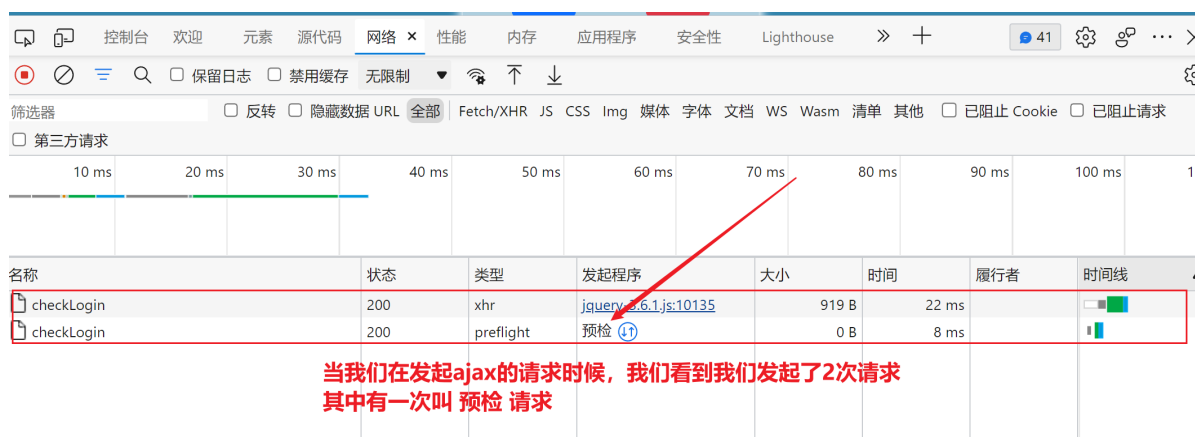 控制台 欢迎 元素 源代码 网络 × 性能 内存 应用程序 安全性 Lighthouse » + 41
保留日志 禁用缓存 无限制
筛选器 反转 隐藏数据 URL 全部 Fetch/XHR JS CSS Img 媒体 字体 文档 WS Wasm 清单 其他 已阻止 Cookie 已阻止请求
第三方请求
10 ms 20 ms 30 ms 40 ms 50 ms 60 ms 70 ms 80 ms 90 ms 100 ms 1
名称 状态 类型 发起程序 大小 时间 履行者 时间线
checkLogin 200 xhr jquery-3.6.1.js:10135 919 B 22 ms
checkLogin 200 preflight 预检 0 B 8 ms
当我们在发起ajax的请求时候，我们看到我们发起了2次请求
其中有一次叫 预检 请求